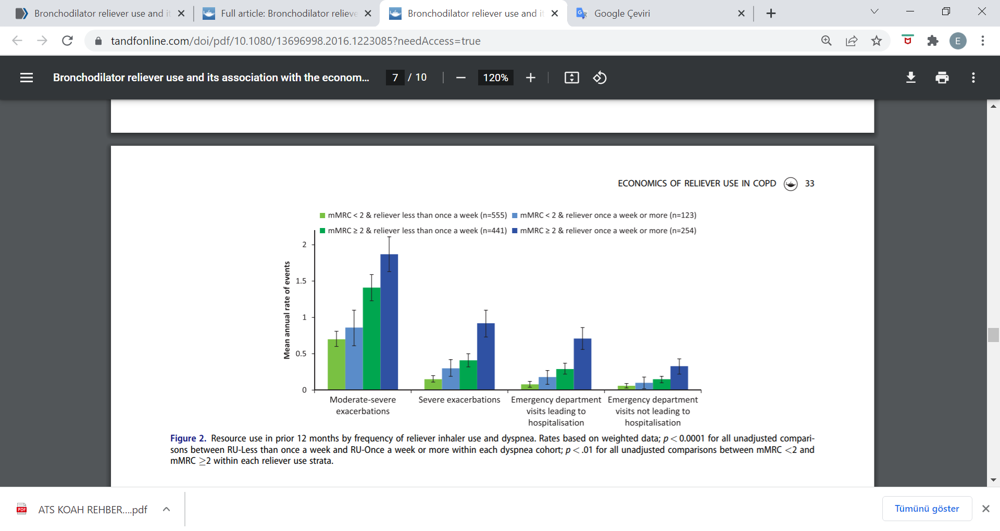 Bronchodilator reliever use and it
Full article: Bronchodilator relieve
Bronchodilator reliever use and it
Google Çeviri
tandfonline.com/doi/pdf/10.1080/13696998.2016.1223085?needAccess=true
E
Bronchodilator reliever use and its association with the econom...
7 / 10
120%
ECONOMICS OF RELIEVER USE IN COPD 33
mMRC < 2 & reliever less than once a week (n=555) mMRC < 2 & reliever once a week or more (n=123)
mMRC ≥ 2 & reliever less than once a week (n=441) mMRC ≥ 2 & reliever once a week or more (n=254)
Mean annual rate of events
2
1.5
1
0.5
0
Moderate-severe
exacerbations
Severe exacerbations
Emergency department
visits leading to
hospitalisation
Emergency department
visits not leading to
hospitalisation
Figure 2. Resource use in prior 12 months by frequency of reliever inhaler use and dyspnea. Rates based on weighted data; p < 0.0001 for all unadjusted compari-
sons between RU-Less than once a week and RU-Once a week or more within each dyspnea cohort; p < .01 for all unadjusted comparisons between mMRC <2 and
mMRC ≥2 within each reliever use strata.
PDF
ATS KOAH REHBER....pdf
Tümünü göster